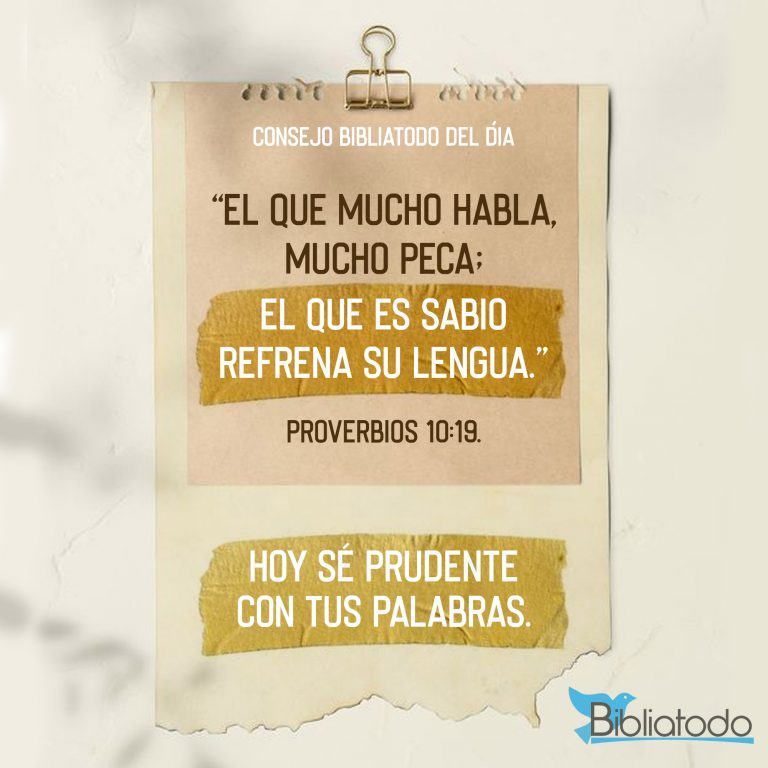 CONSEJO BIBLIATODO DEL DÍA
“EL QUE MUCHO HABLA,
MUCHO PECA;
EL QUE ES SABIO
REFRENA SU LENGUA.”
PROVERBIOS 10:19.
HOY SÉ PRUDENTE
CON TUS PALABRAS.
Bibliatodo